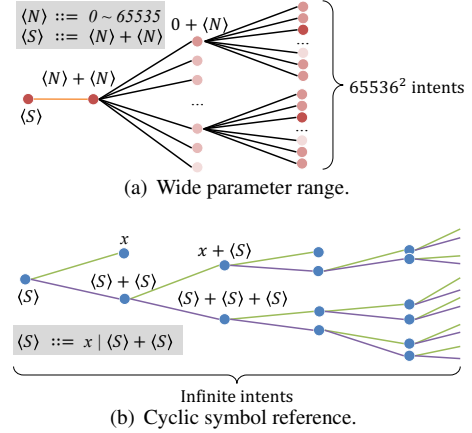 ⟨N⟩ ::= 0 ~ 65535
⟨S⟩ ::= ⟨N⟩ + ⟨N⟩
0 + ⟨N⟩
⟨N⟩ + ⟨N⟩
...
...
...
⟨S⟩
65536² intents
(a) Wide parameter range.
x
x + ⟨S⟩
⟨S⟩
⟨S⟩ + ⟨S⟩
⟨S⟩ + ⟨S⟩ + ⟨S⟩
⟨S⟩ ::= x | ⟨S⟩ + ⟨S⟩
Infinite intents
(b) Cyclic symbol reference.